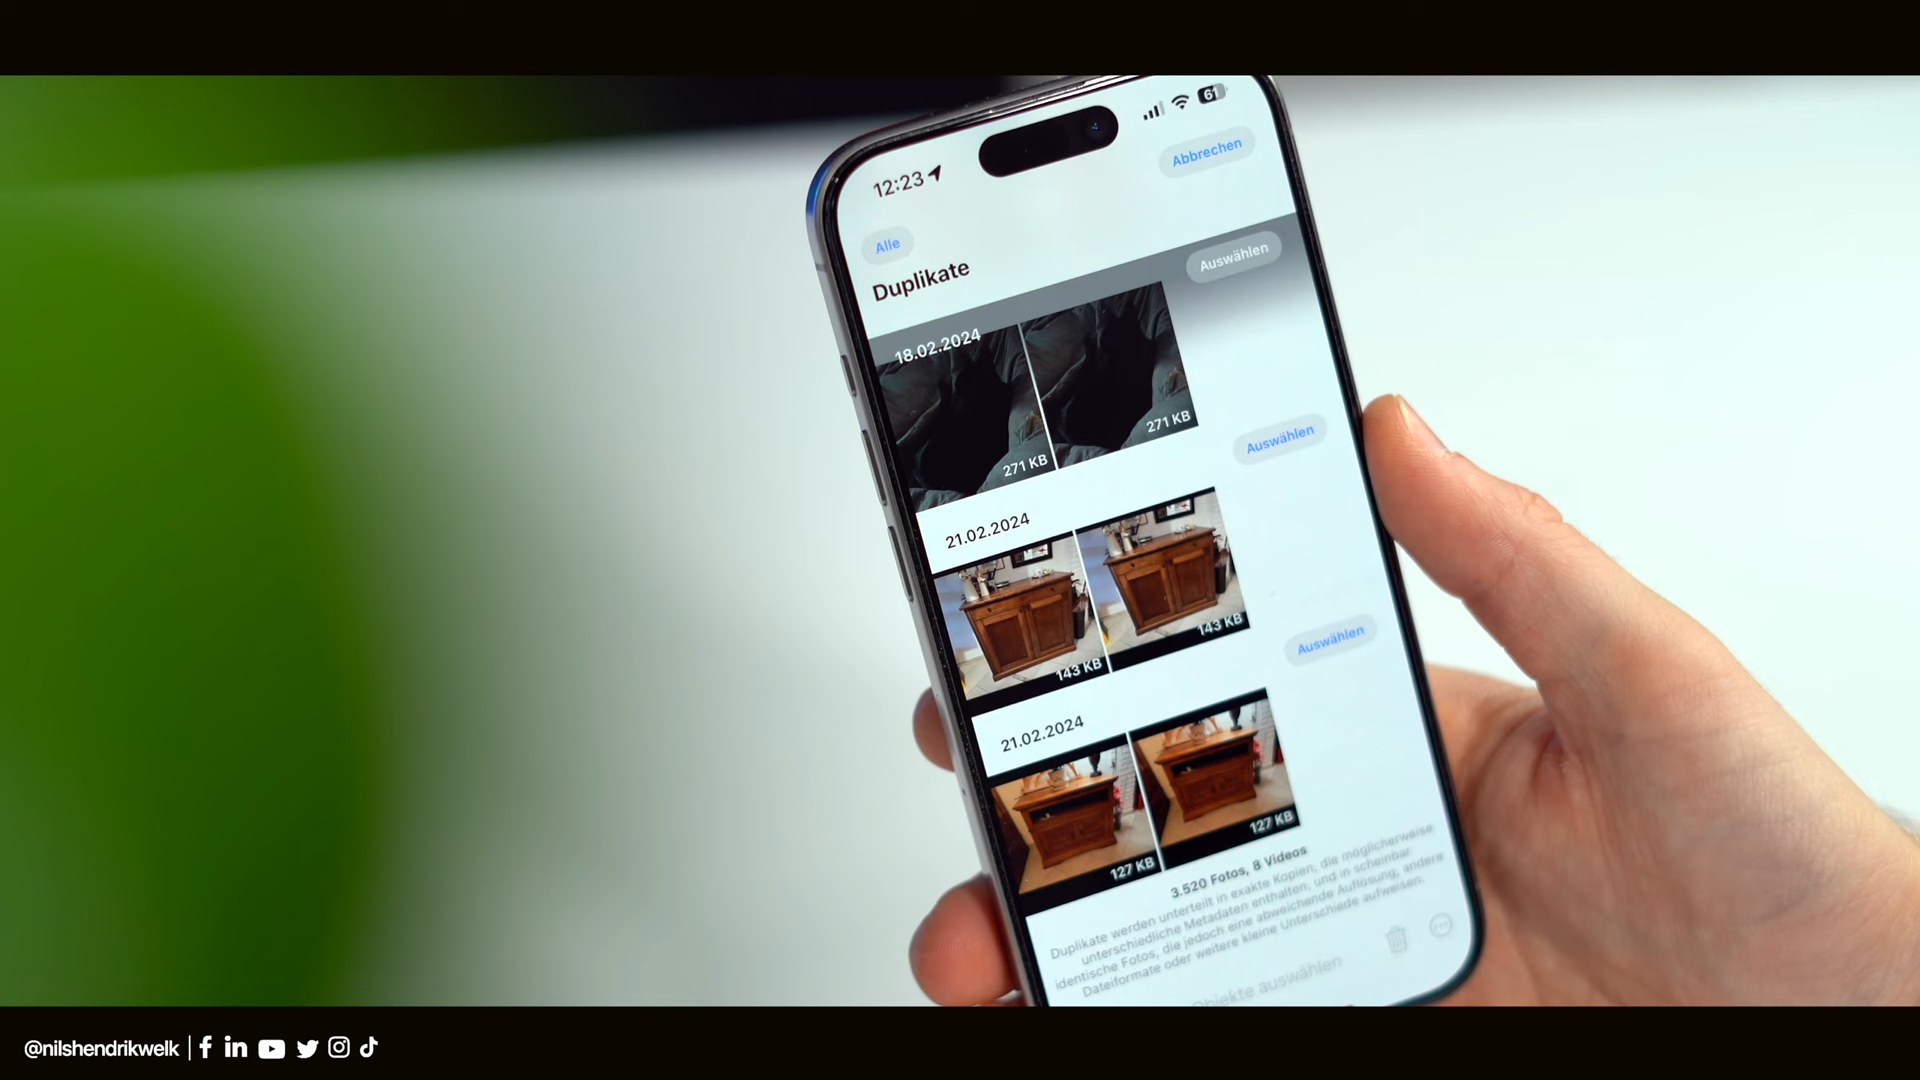 12:23
61
Abbrechen
Alle
Duplikate
Auswählen
18.02.2024
271 KB
271 KB
Auswählen
21.02.2024
143 KB
143 KB
Auswählen
21.02.2024
127 KB
127 KB
3.520 Fotos, 8 Videos
Duplikate werden unterteilt in exakte Kopien, die möglicherweise
unterschiedliche Metadaten enthalten, und in scheinbar
identische Fotos, die jedoch eine abweichende Auflösung, andere
Dateiformate oder weitere kleine Unterschiede aufweisen.
Objekte auswählen
@nilshendrikwelk